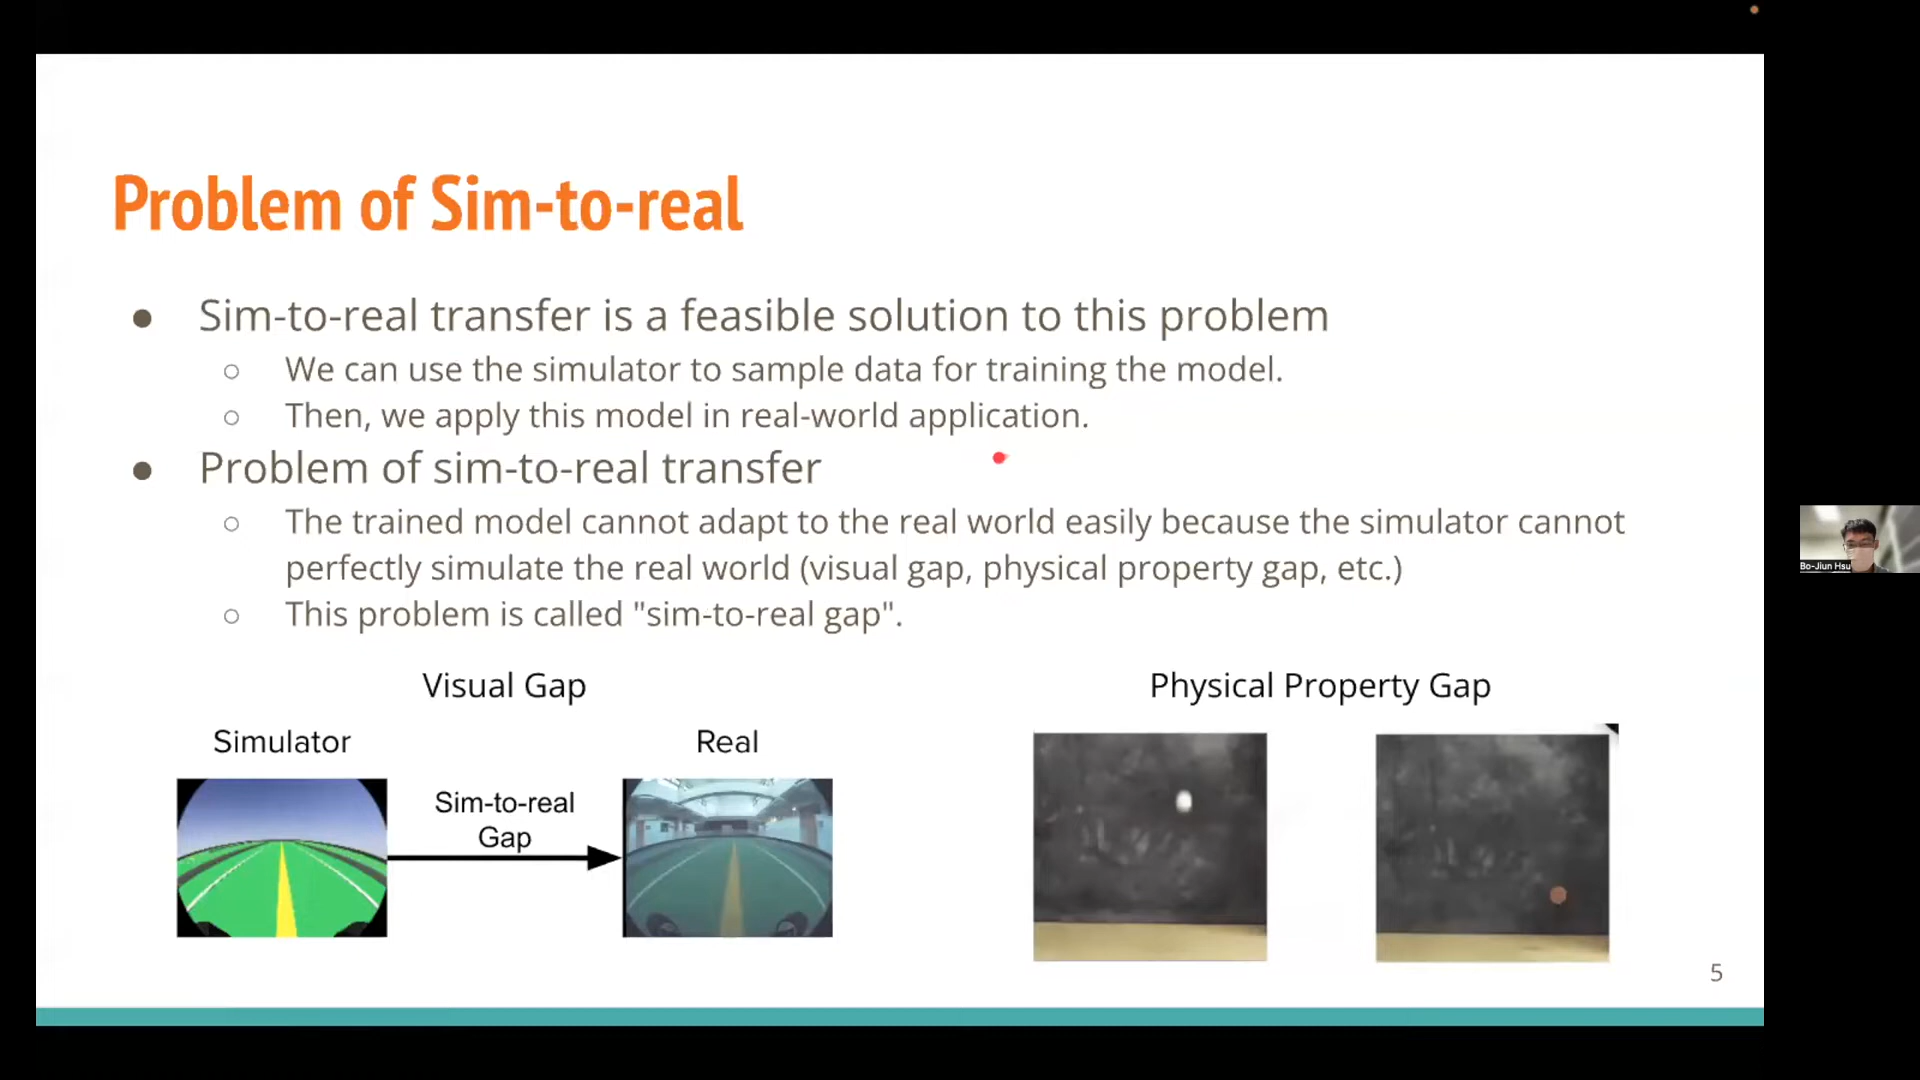 Problem of Sim-to-real
● Sim-to-real transfer is a feasible solution to this problem
○ We can use the simulator to sample data for training the model.
○ Then, we apply this model in real-world application.
● Problem of sim-to-real transfer
○ The trained model cannot adapt to the real world easily because the simulator cannot
perfectly simulate the real world (visual gap, physical property gap, etc.)
○ This problem is called "sim-to-real gap".
Visual Gap
Simulator
Sim-to-real
Gap
Real
Physical Property Gap
5
Bo-Jiun Hsu